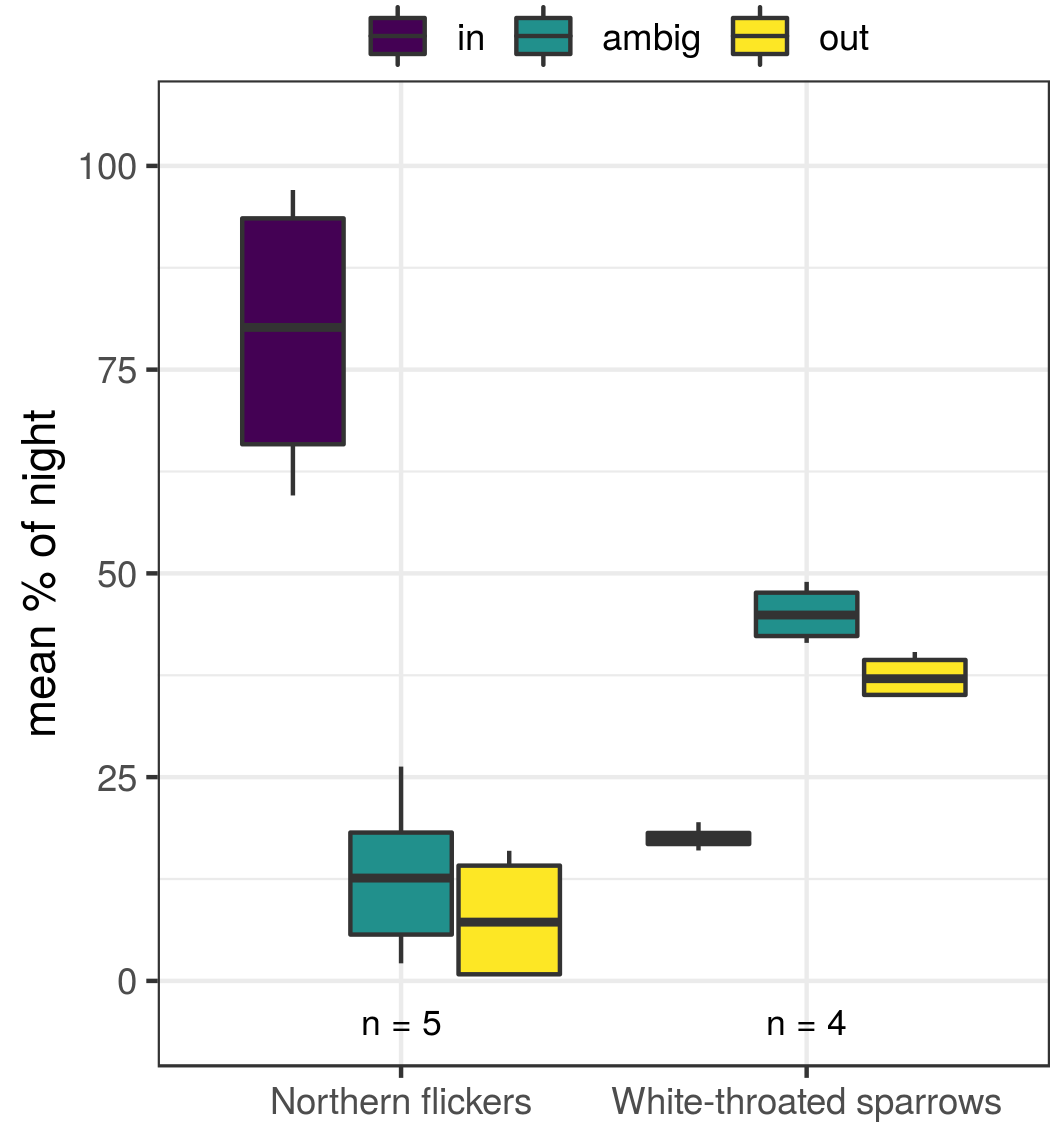 in ambig out
mean % of night
100
75
50
25
0
n = 5 n = 4
Northern flickers White-throated sparrows